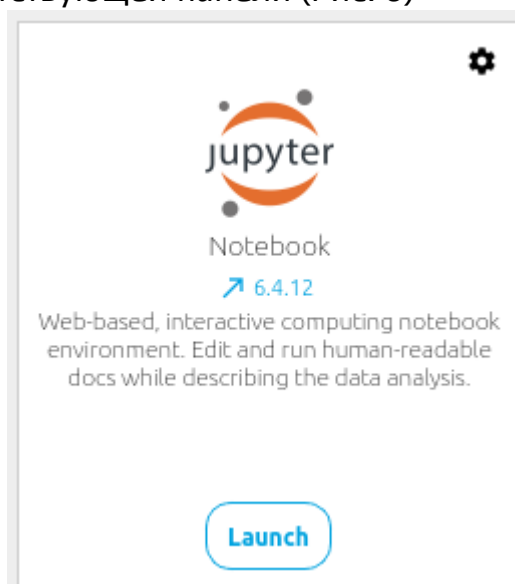 jupyter
Notebook
6.4.12
Web-based, interactive computing notebook
environment. Edit and run human-readable
docs while describing the data analysis.
Launch